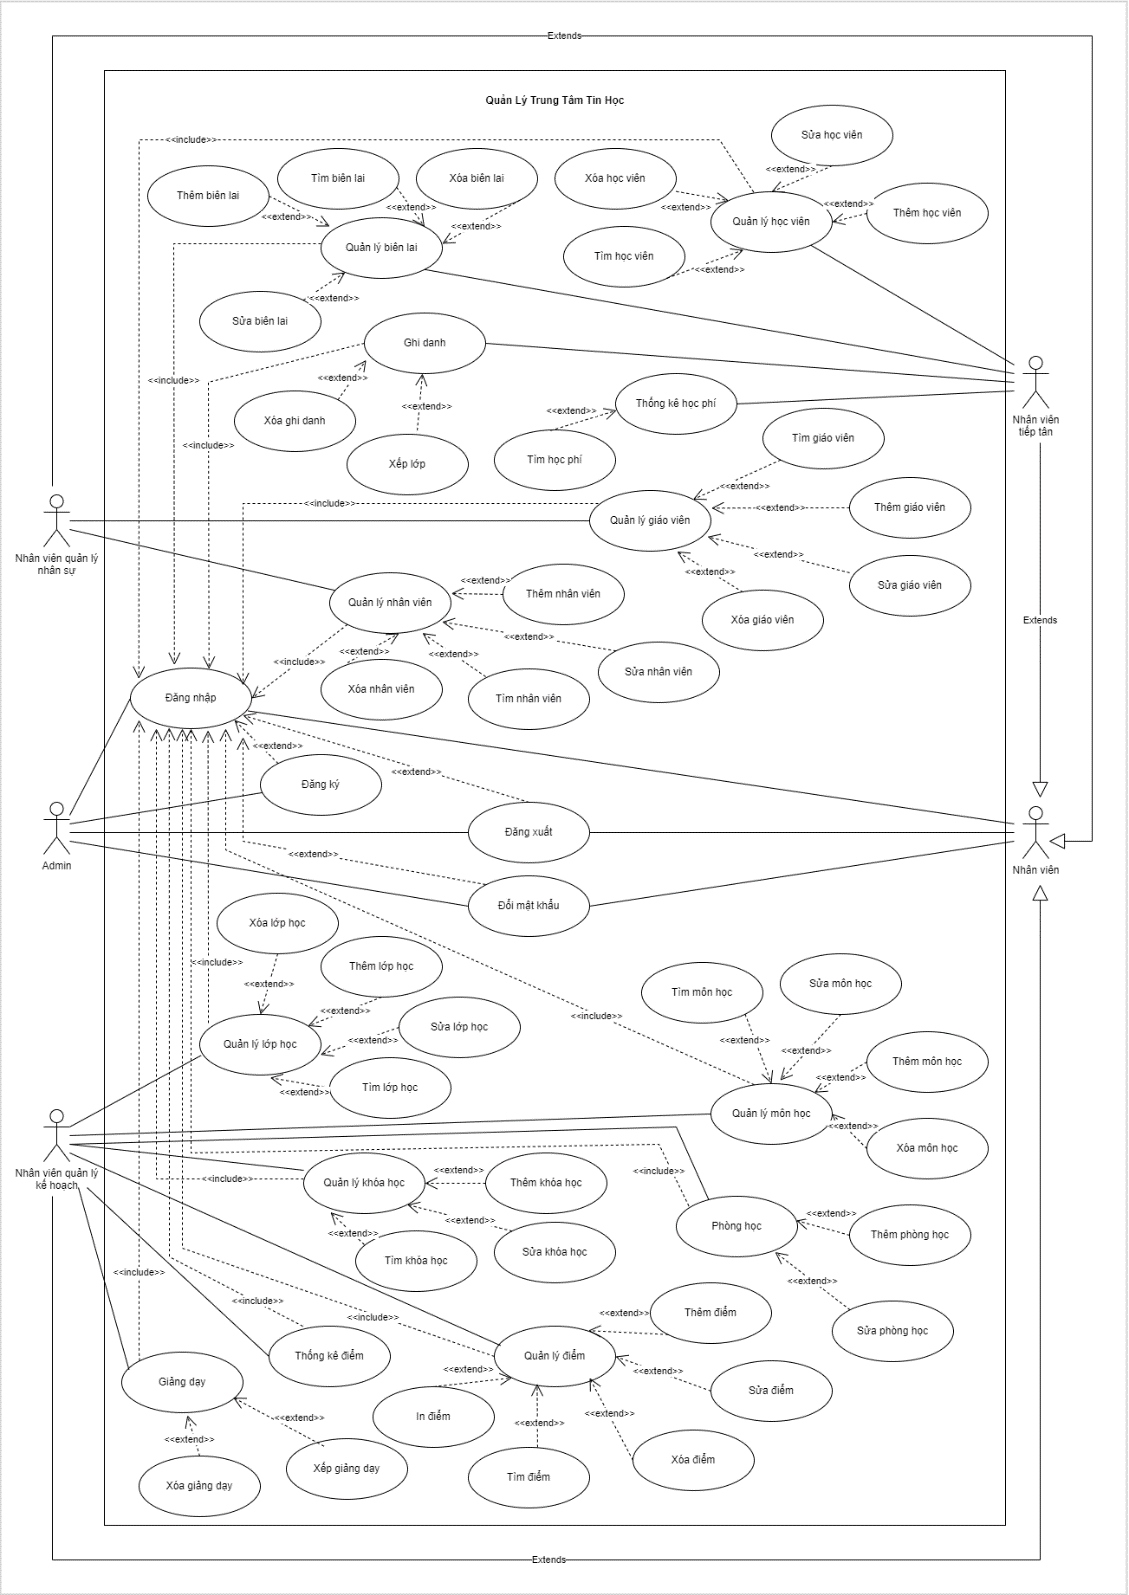 Extends
Quản Lý Trung Tâm Tin Học
Sửa học viên
<<include>>
<<extend>>
Tìm biên lai
Xóa biên lai
Xóa học viên
Thêm biên lai
<<extend>>
<<extend>>
<<extend>>
<<extend>>
Thêm học viên
<<extend>>
<<extend>>
Quản lý học viên
Quản lý biên lai
Tìm học viên
<<extend>>
<<extend>>
Sửa biên lai
Ghi danh
<<include>>
<<extend>>
<<extend>>
Thống kê học phí
<<extend>>
Nhân viên
tiếp tân
Xóa ghi danh
Tìm giáo viên
<<include>>
Xếp lớp
Tìm học phí
<<extend>>
<<include>>
<<extend>>
Thêm giáo viên
Quản lý giáo viên
Nhân viên quản lý
nhân sự
<<extend>>
<<extend>>
Sửa giáo viên
<<extend>>
Thêm nhân viên
Quản lý nhân viên
Xóa giáo viên
Extends
<<extend>>
<<extend>>
<<extend>>
<<include>>
Sửa nhân viên
Xóa nhân viên
Tìm nhân viên
Đăng nhập
<<extend>>
<<extend>>
Đăng ký
Đăng xuất
Admin
Nhân viên
<<extend>>
Đổi mật khẩu
Xóa lớp học
<<include>>
Thêm lớp học
<<extend>>
Tìm môn học
Sửa môn học
<<extend>>
<<include>>
Sửa lớp học
Quản lý lớp học
<<extend>>
<<extend>>
<<extend>>
Thêm môn học
<<extend>>
Tìm lớp học
<<extend>>
Quản lý môn học
<<extend>>
Xóa môn học
Nhân viên quản lý
kế hoạch
<<include>>
<<extend>>
<<include>>
Quản lý khóa học
Thêm khóa học
<<extend>>
<<extend>>
<<extend>>
Phòng học
Thêm phòng học
Tìm khóa học
Sửa khóa học
<<include>>
<<extend>>
<<include>>
<<include>>
<<extend>>
Thêm điểm
Sửa phòng học
Thống kê điểm
Quản lý điểm
<<extend>>
<<extend>>
Giảng dạy
Sửa điểm
<<extend>>
In điểm
<<extend>>
<<extend>>
<<extend>>
Xóa điểm
Xếp giảng dạy
Tìm điểm
Xóa giảng dạy
Extends